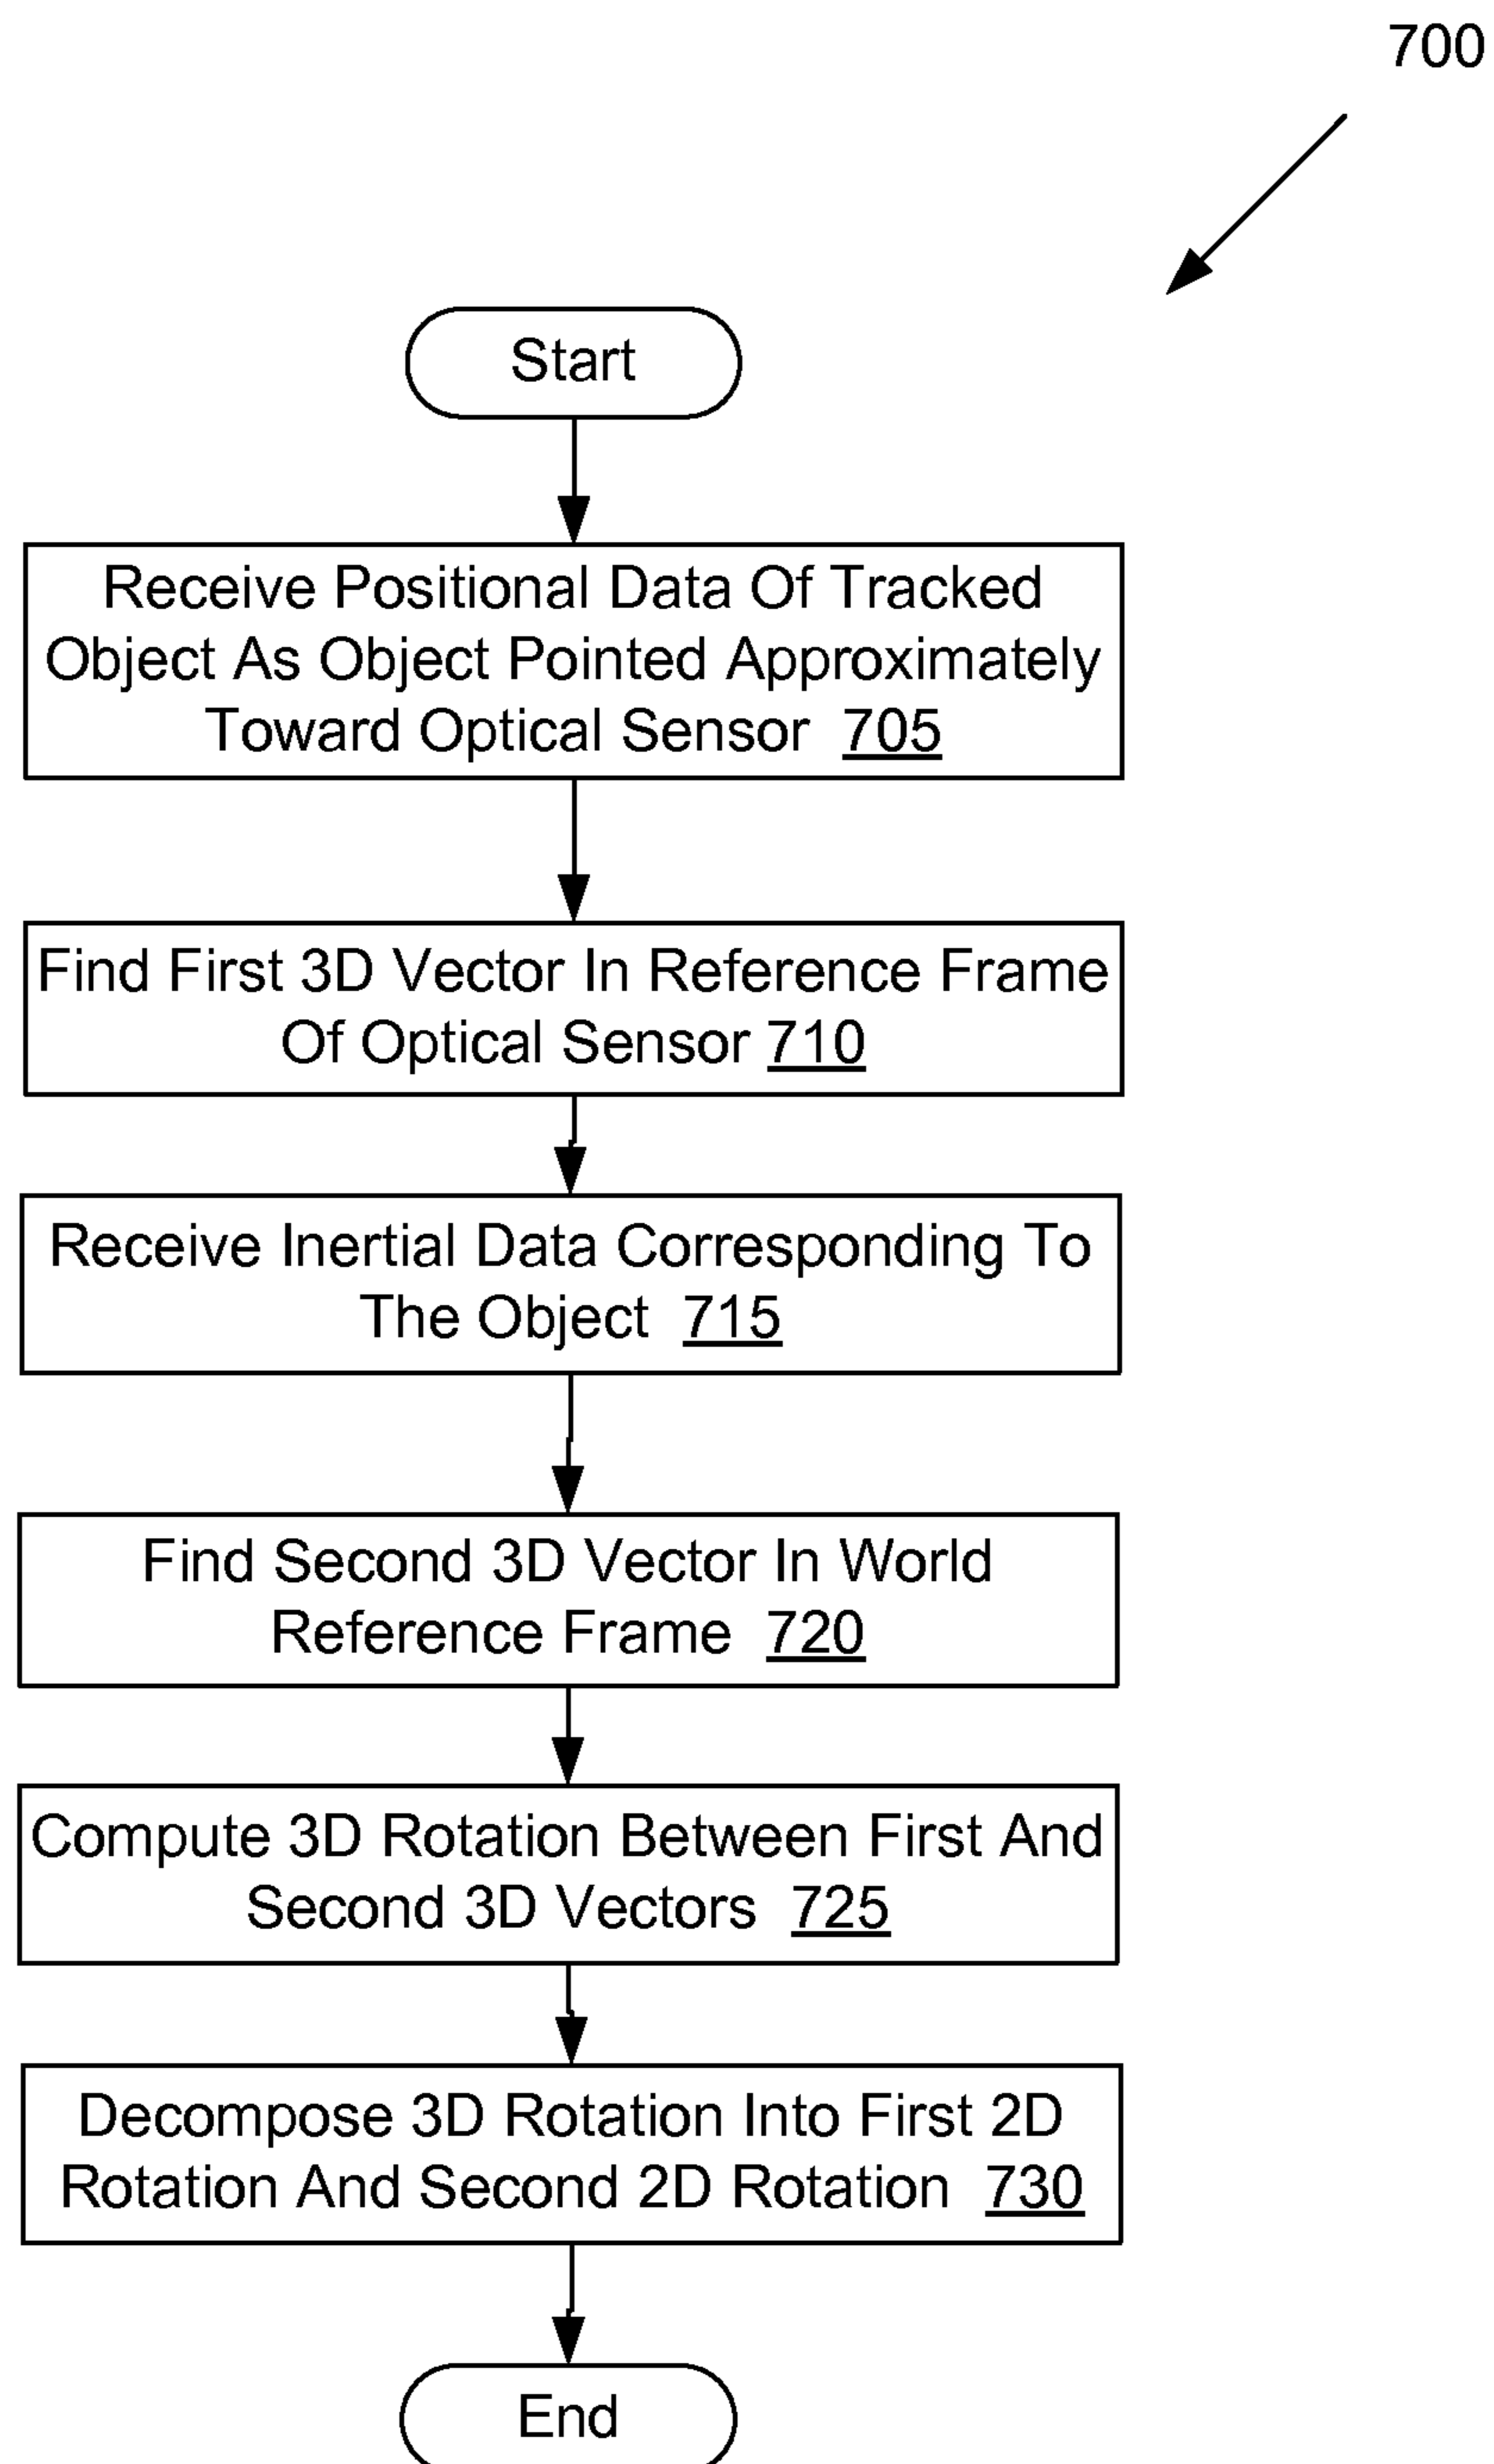 700
Start
Receive Positional Data Of Tracked
Object As Object Pointed Approximately
Toward Optical Sensor 705
Find First 3D Vector In Reference Frame
Of Optical Sensor 710
Receive Inertial Data Corresponding To
The Object 715
Find Second 3D Vector In World
Reference Frame 720
Compute 3D Rotation Between First And
Second 3D Vectors 725
Decompose 3D Rotation Into First 2D
Rotation And Second 2D Rotation 730
End